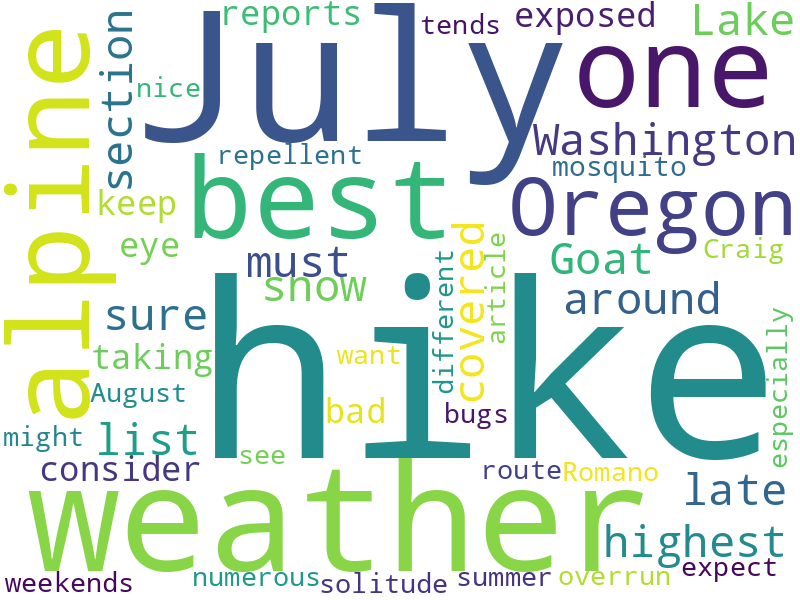 reports
tends
exposed
Lake
July
one
alpine
section
nice
Washington
repellent
mosquito
best
Oregon
keep
eye
must
snow
covered
different
article
Goat
Craig
sure
around
hike
taking
want
especially
August
bad
bugs
might
list
see
consider
route
Romano
late
weather
highest
weekends
numerous
solitude
summer
overrun
expect